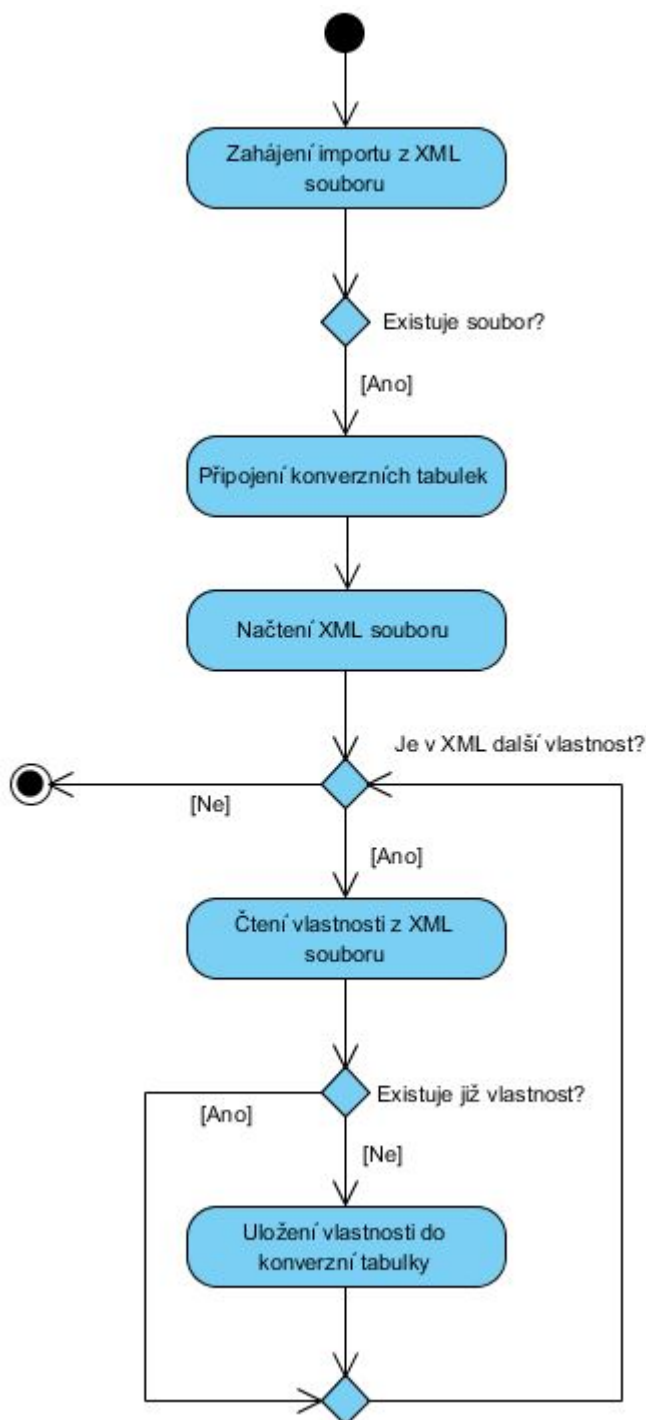 Zahájení importu z XML
souboru
Existuje soubor?
[Ano]
Připojení konverzních tabulek
Načtení XML souboru
Je v XML další vlastnost?
[Ne]
[Ano]
Čtení vlastnosti z XML
souboru
Existuje již vlastnost?
[Ano]
[Ne]
Uložení vlastnosti do
konverzní tabulky